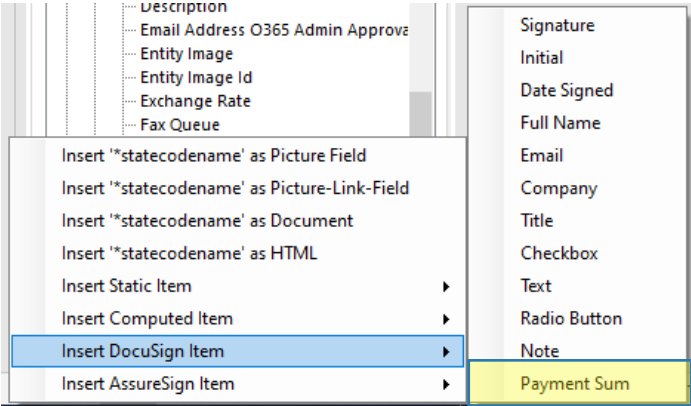 Description
Email Address O365 Admin Approva
Entity Image
Entity Image Id
Exchange Rate
Fax Queue
Insert '*statecodename' as Picture Field
Insert '*statecodename' as Picture-Link-Field
Insert '*statecodename' as Document
Insert '*statecodename' as HTML
Insert Static Item
Insert Computed Item
Insert DocuSign Item
Insert AssureSign Item
Signature
Initial
Date Signed
Full Name
Email
Company
Title
Checkbox
Text
Radio Button
Note
Payment Sum